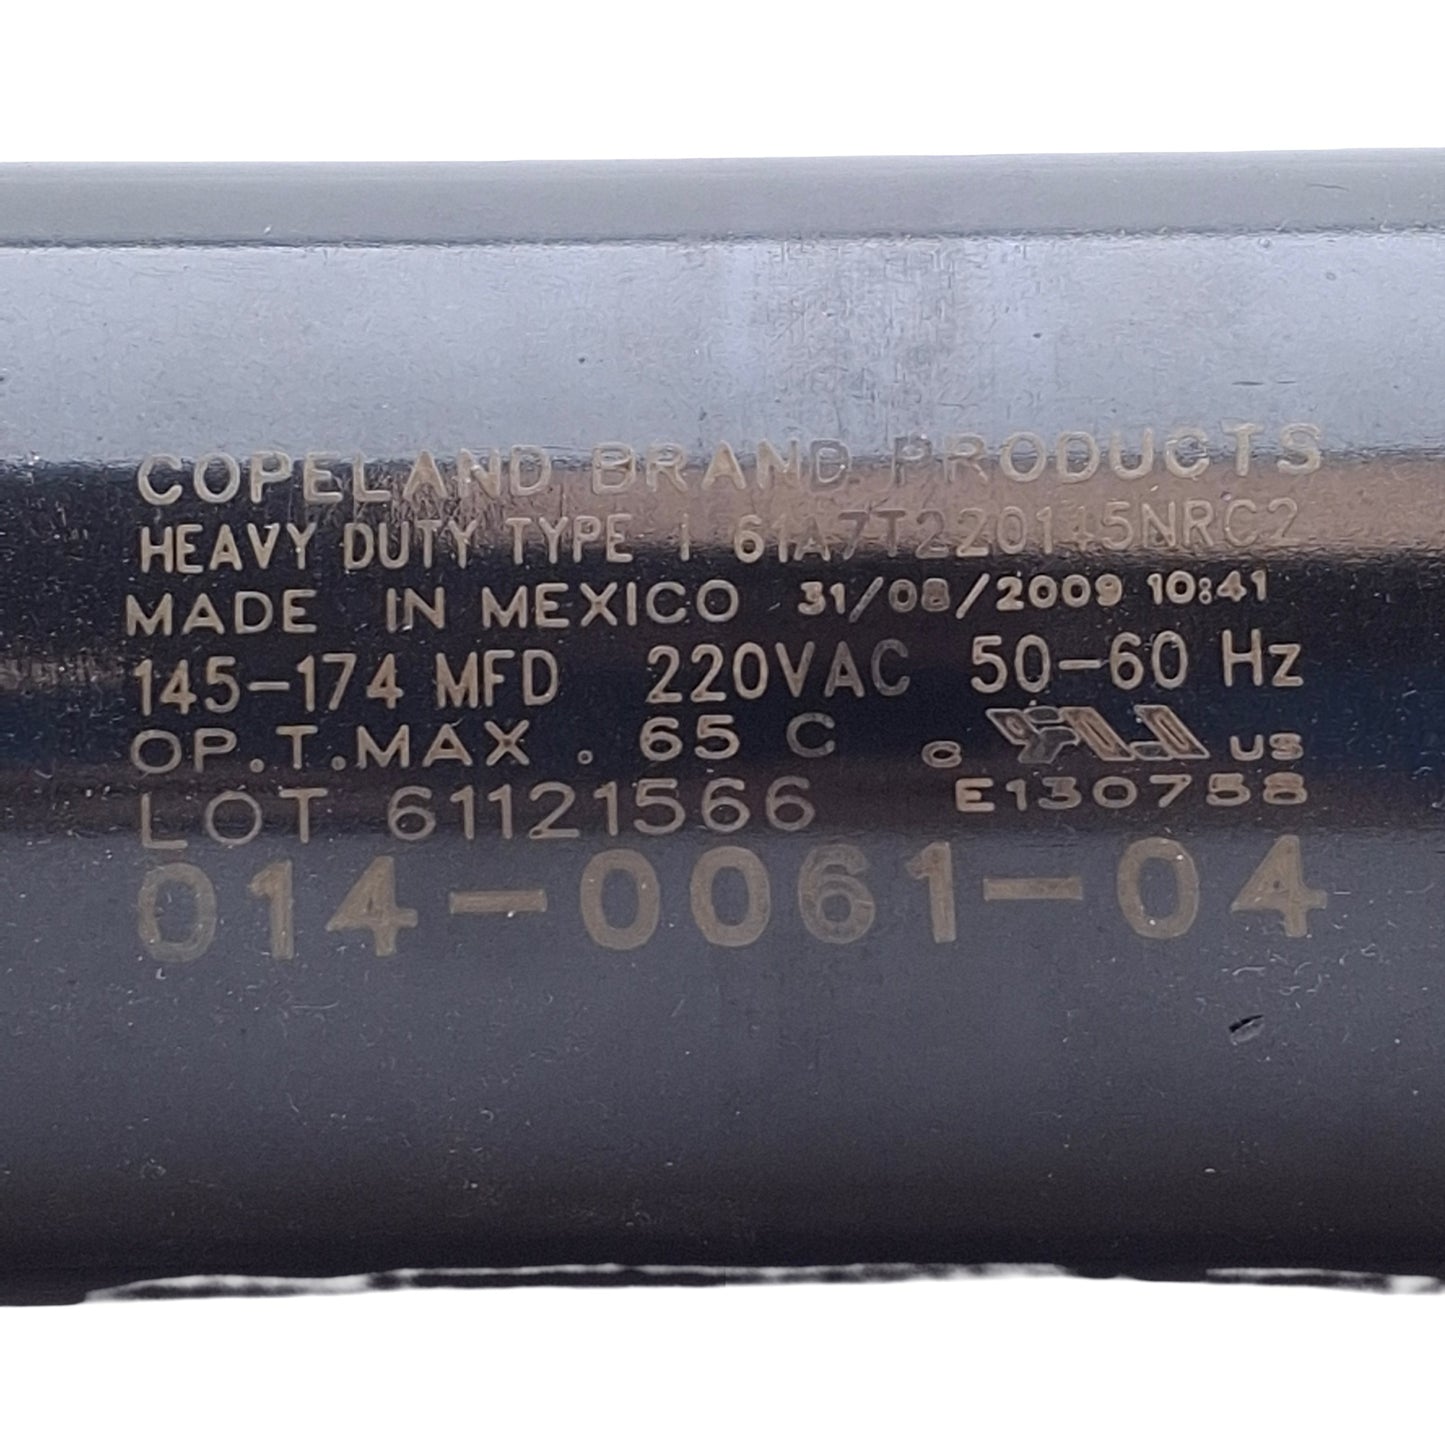 COPELAND BRAND PRODUCTS
HEAVY DUTY TYPE I 61A7T220145NRC2
MADE IN MEXICO 31/08/2009 10:41
145-174 MFD 220VAC 50-60 Hz
OP.T.MAX . 65 C c RU US
LOT 61121566 E130758
014-0061-04